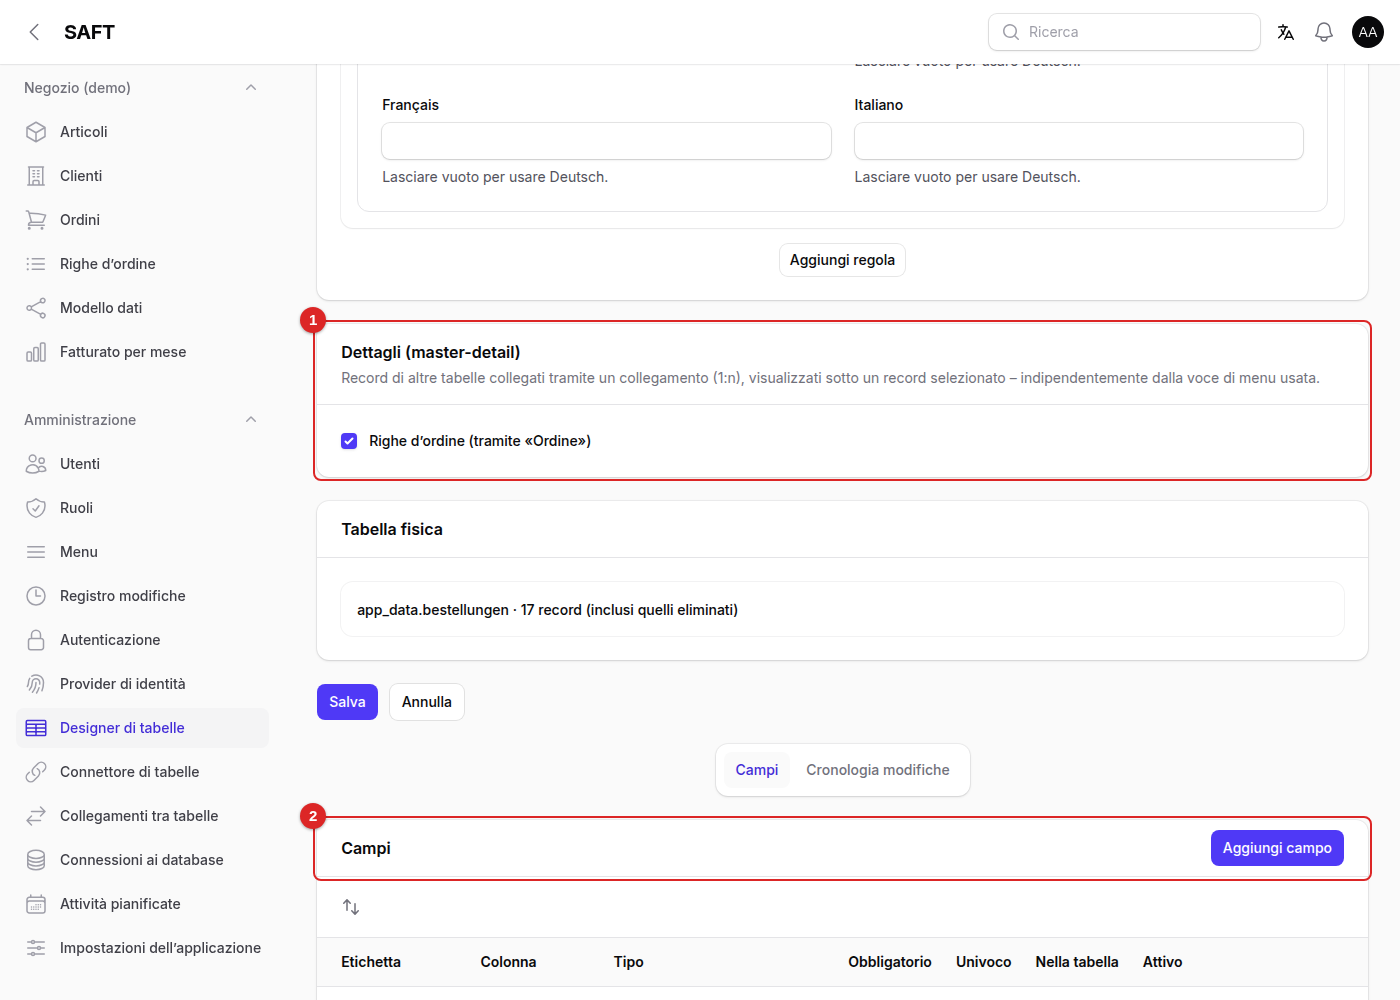 SAFT
Ricerca
AA
Negozio (demo)
Articoli
Clienti
Ordini
Righe d'ordine
Modello dati
Fatturato per mese
Amministrazione
Utenti
Ruoli
Menu
Registro modifiche
Autenticazione
Provider di identità
Designer di tabelle
Connettore di tabelle
Collegamenti tra tabelle
Connessioni ai database
Attività pianificate
Impostazioni dell'applicazione
Lasciare vuoto per usare Deutsch.
Français
Italiano
Lasciare vuoto per usare Deutsch.
Lasciare vuoto per usare Deutsch.
Aggiungi regola
1
Dettagli (master-detail)
Record di altre tabelle collegati tramite un collegamento (1:n), visualizzati sotto un record selezionato – indipendentemente dalla voce di menu usata.
Righe d'ordine (tramite «Ordine»)
Tabella fisica
app_data.bestellungen · 17 record (inclusi quelli eliminati)
Salva
Annulla
Campi
Cronologia modifiche
2
Campi
Aggiungi campo
Etichetta
Colonna
Tipo
Obbligatorio
Univoco
Nella tabella
Attivo